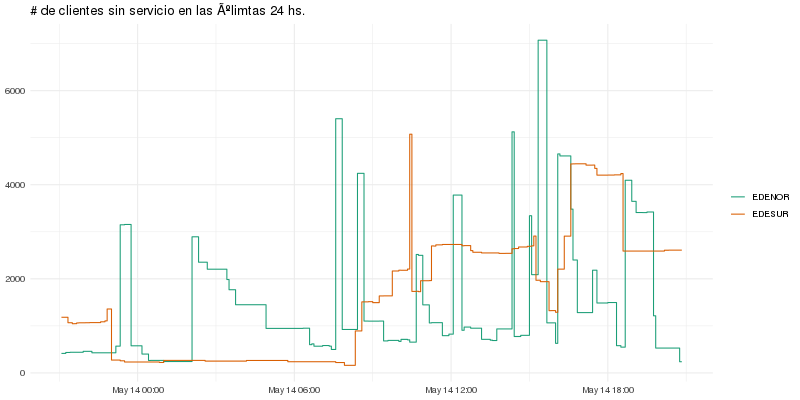 # de clientes sin servicio en las Ãºlimtas 24 hs.
6000
4000
2000
0
May 14 00:00
May 14 06:00
May 14 12:00
May 14 18:00
EDENOR
EDESUR